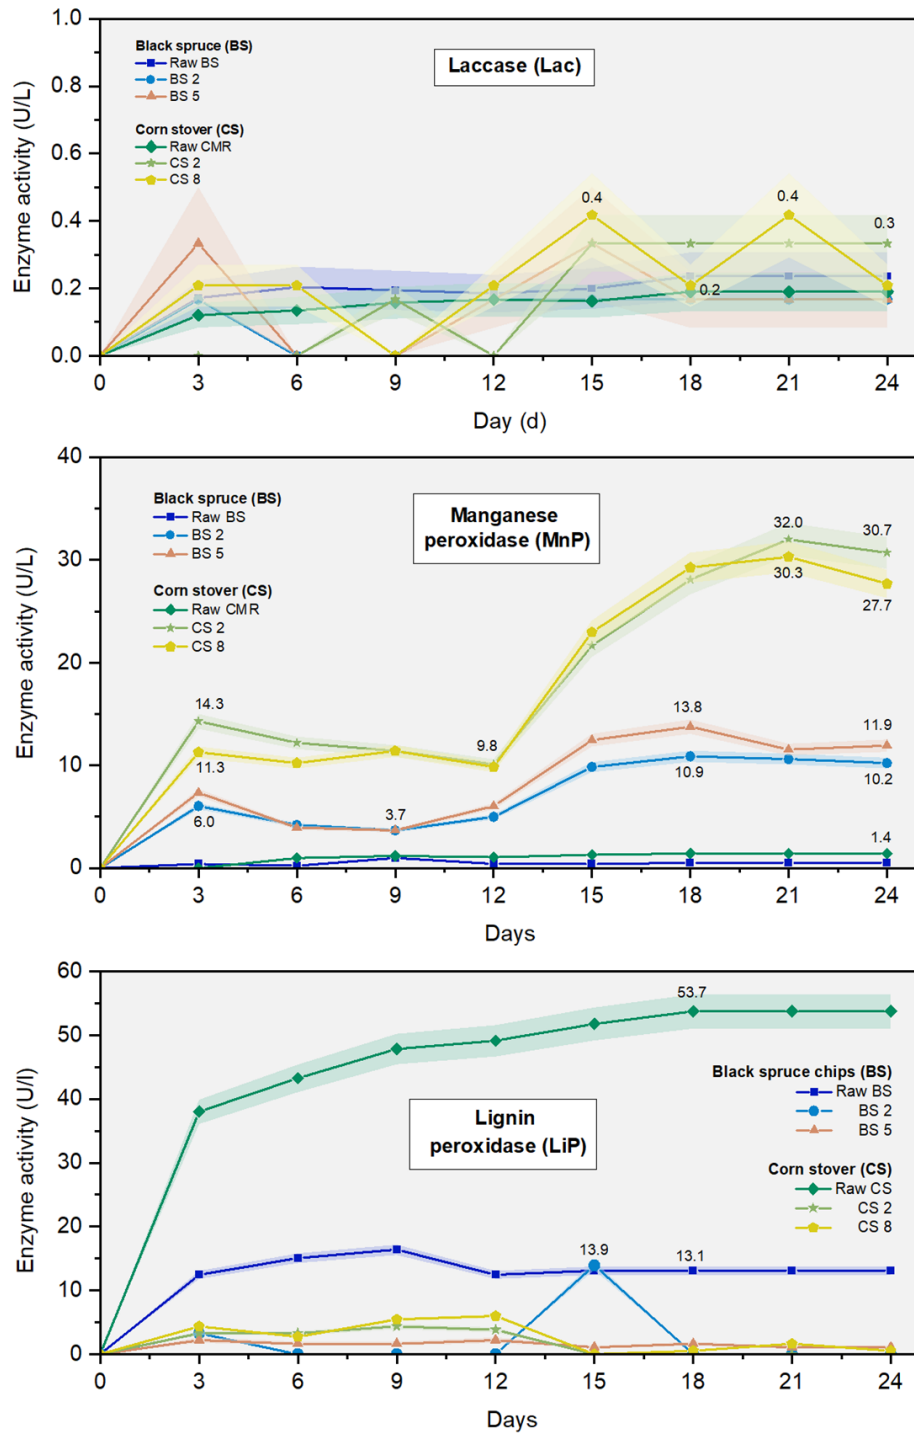 1.0
0.8
0.6
0.4
0.2
0.0
Enzyme activity (U/L)
Black spruce (BS)
Raw BS
BS 2
BS 5
Corn stover (CS)
Raw CMR
CS 2
CS 8
Laccase (Lac)
0.4
0.4
0.3
0.2
0 3 6 9 12 15 18 21 24
Day (d)
40
30
20
10
0
Enzyme activity (U/L)
Black spruce (BS)
Raw BS
BS 2
BS 5
Corn stover (CS)
Raw CMR
CS 2
CS 8
Manganese
peroxidase (MnP)
32.0
30.7
30.3
27.7
14.3
11.3
9.8
13.8
11.9
10.9
10.2
6.0
3.7
1.4
0 3 6 9 12 15 18 21 24
Days
60
50
40
30
20
10
0
Enzyme activity (U/l)
53.7
Lignin
peroxidase (LiP)
Black spruce chips (BS)
Raw BS
BS 2
BS 5
Corn stover (CS)
Raw CS
CS 2
CS 8
13.9
13.1
0 3 6 9 12 15 18 21 24
Days